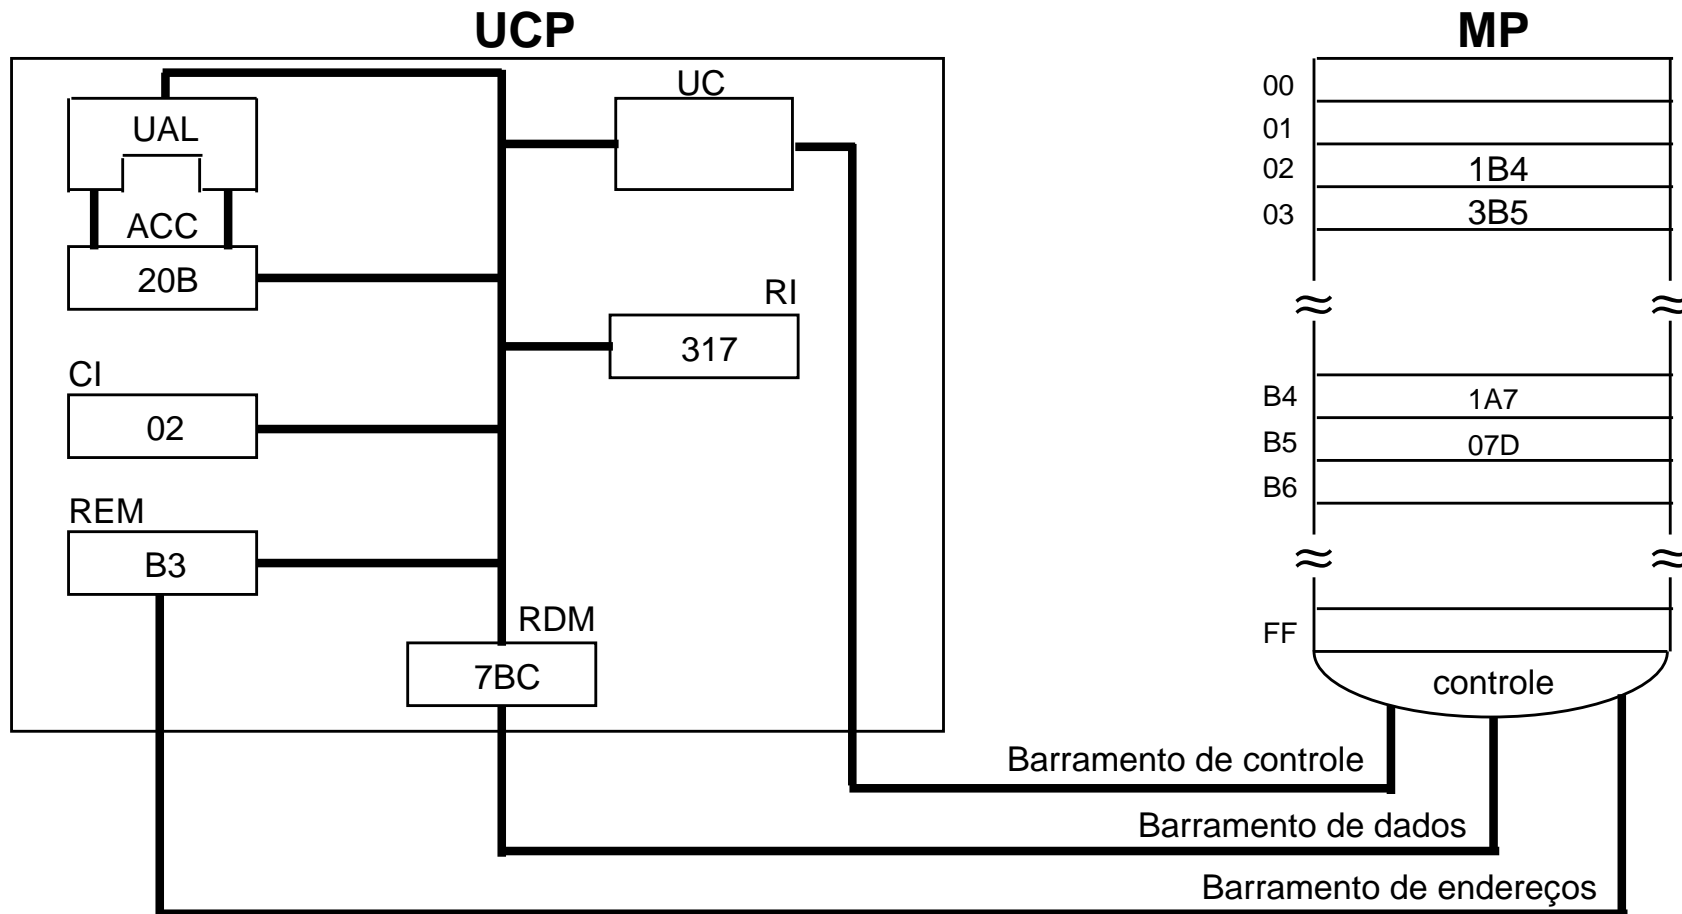 UCP
MP
UAL
UC
ACC
20B
RI
317
CI
02
REM
B3
RDM
7BC
00
01
02 1B4
03 3B5
B4 1A7
B5 07D
B6
FF
controle
Barramento de controle
Barramento de dados
Barramento de endereços